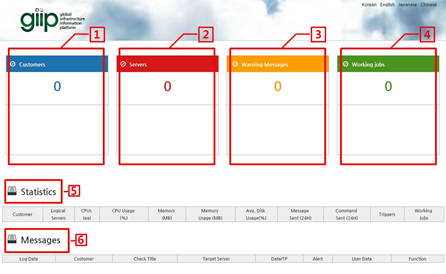 Korean English Japanese Chinese
giip global infrastructure information platform
1 2 3 4
Customers Servers Warning Messages Working jobs
0 0 0 0
Statistics 5
Customer Logical Servers CPUs (ea) CPU Usage (%) Memory (MB) Memory Usage (MB) Avg, Disk Usage(%) Message Sent (24H) Command Sent (24H) Trippers Working Jobs
Messages 6
Log Date Customer Check Title Target Server Data/TP Alert User Data Function